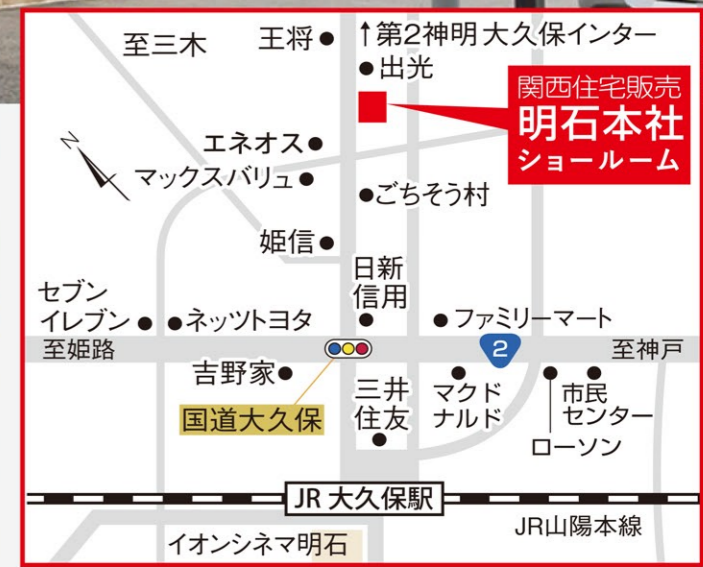 至三木
王将
↑第2神明大久保インター
出光
関西住宅販売
明石本社
ショールーム
N
エネオス
マックスバリュ
ごちそう村
姫信
日新
信用
セブン
イレブン
ネッツトヨタ
ファミリーマート
至姫路
2
至神戸
吉野家
国道大久保
三井
住友
マクド
ナルド
市民
センター
ローソン
JR 大久保駅
JR山陽本線
イオンシネマ明石